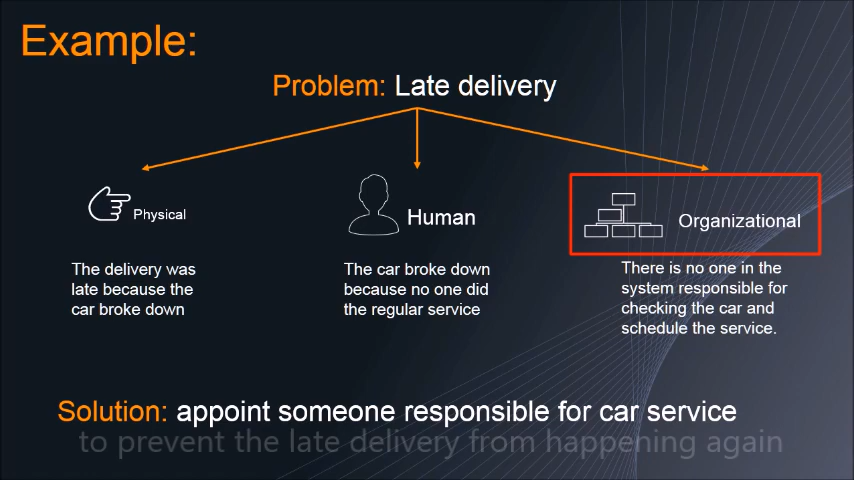 Example:
Problem: Late delivery
Physical
Human
Organizational
The delivery was
late because the
car broke down
The car broke down
because no one did
the regular service
There is no one in the
system responsible for
checking the car and
schedule the service.
Solution: appoint someone responsible for car service
to prevent the late delivery from happening again